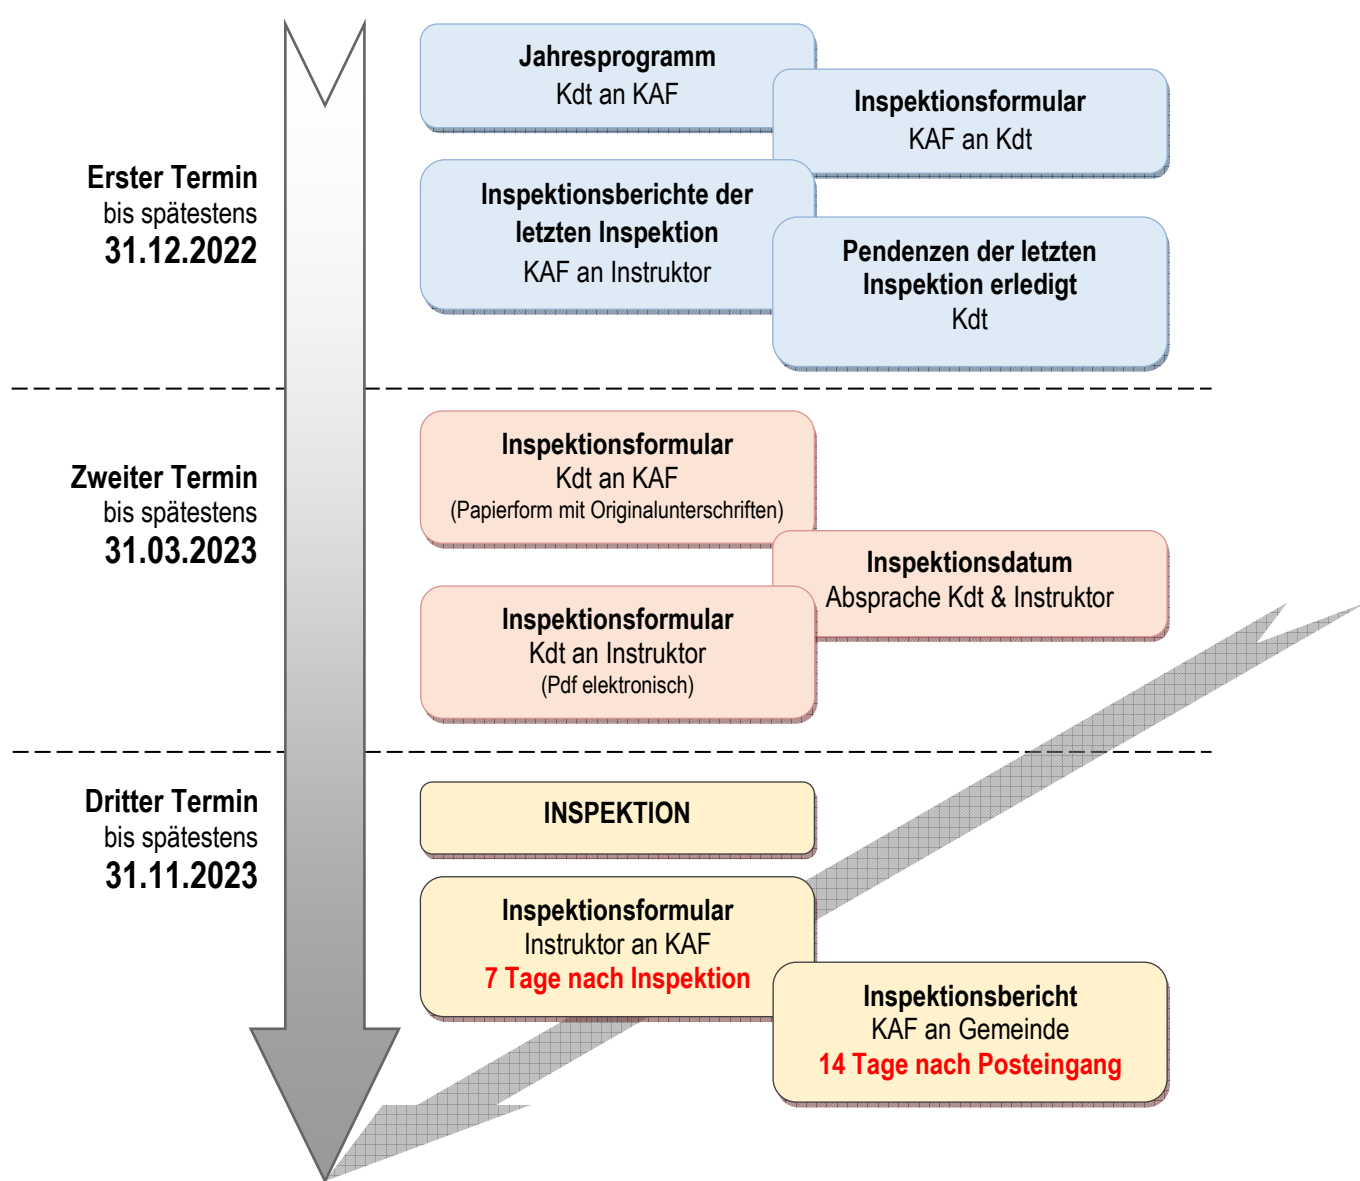 Erster Termin
bis spätestens
31.12.2022
Jahresprogramm
Kdt an KAF
Inspektionsformular
KAF an Kdt
Inspektionsberichte der
letzten Inspektion
KAF an Instruktor
Pendenzen der letzten
Inspektion erledigt
Kdt
Zweiter Termin
bis spätestens
31.03.2023
Inspektionsformular
Kdt an KAF
(Papierform mit Originalunterschriften)
Inspektionsdatum
Absprache Kdt & Instruktor
Inspektionsformular
Kdt an Instruktor
(Pdf elektronisch)
Dritter Termin
bis spätestens
31.11.2023
INSPEKTION
Inspektionsformular
Instruktor an KAF
7 Tage nach Inspektion
Inspektionsbericht
KAF an Gemeinde
14 Tage nach Posteingang